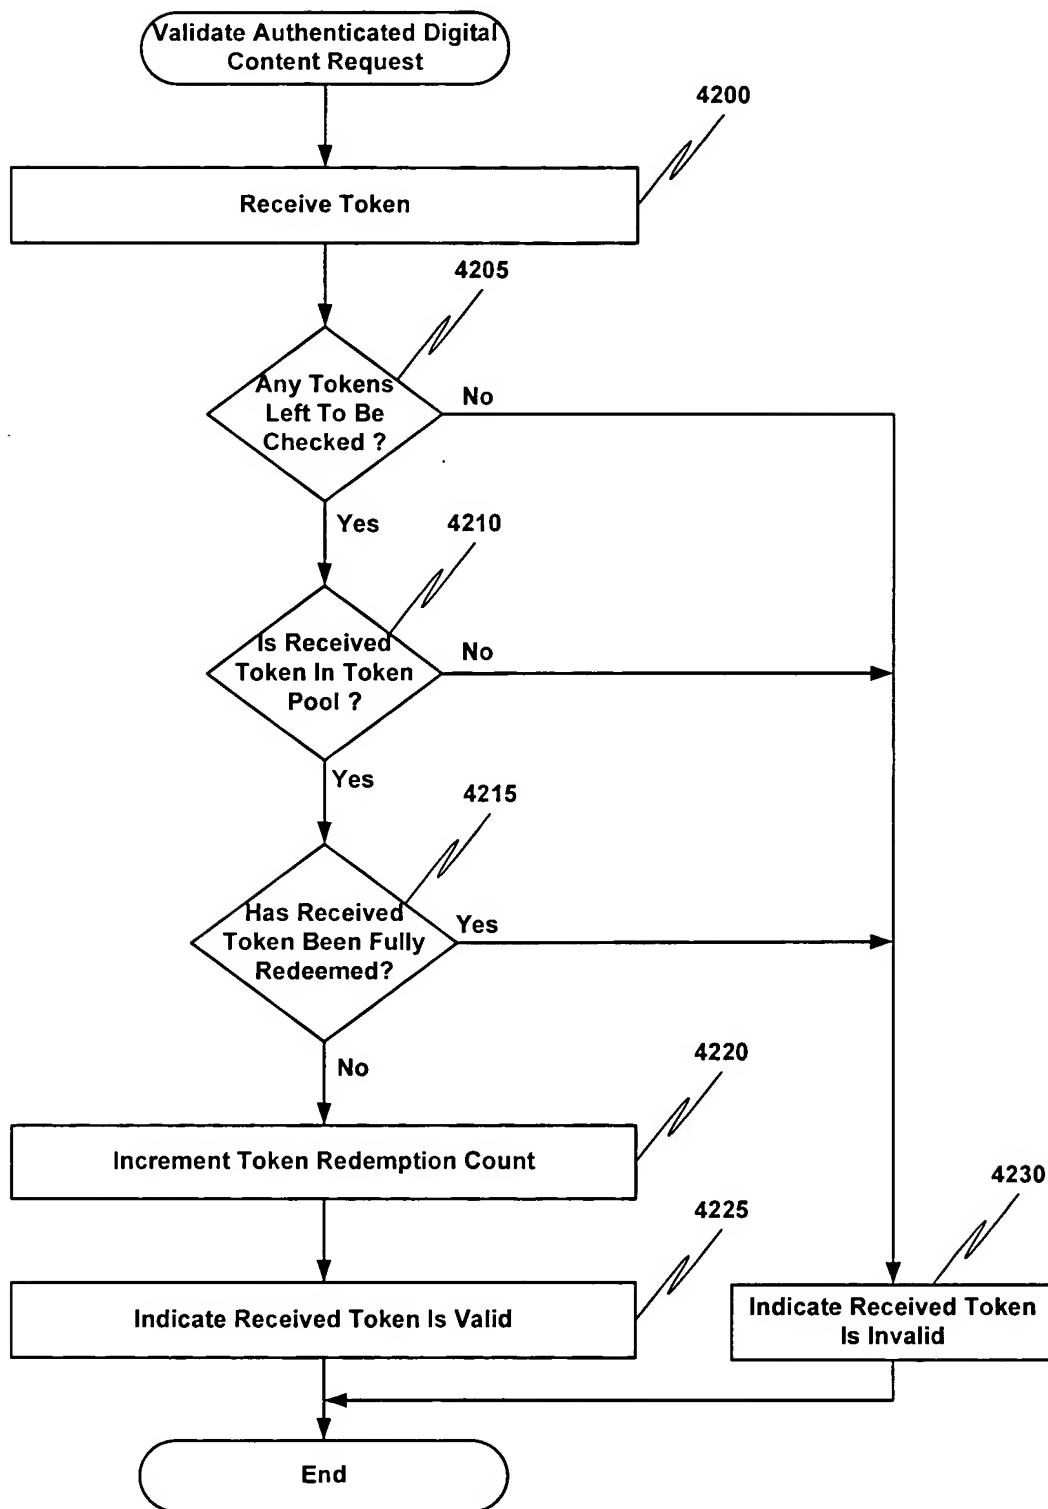 Validate Authenticated Digital
Content Request
4200
Receive Token
4205
Any Tokens
Left To Be
Checked ?
No
Yes
4210
Is Received
Token In Token
Pool ?
No
Yes
4215
Has Received
Token Been Fully
Redeemed?
Yes
No
4220
Increment Token Redemption Count
4225
Indicate Received Token Is Valid
4230
Indicate Received Token
Is Invalid
End